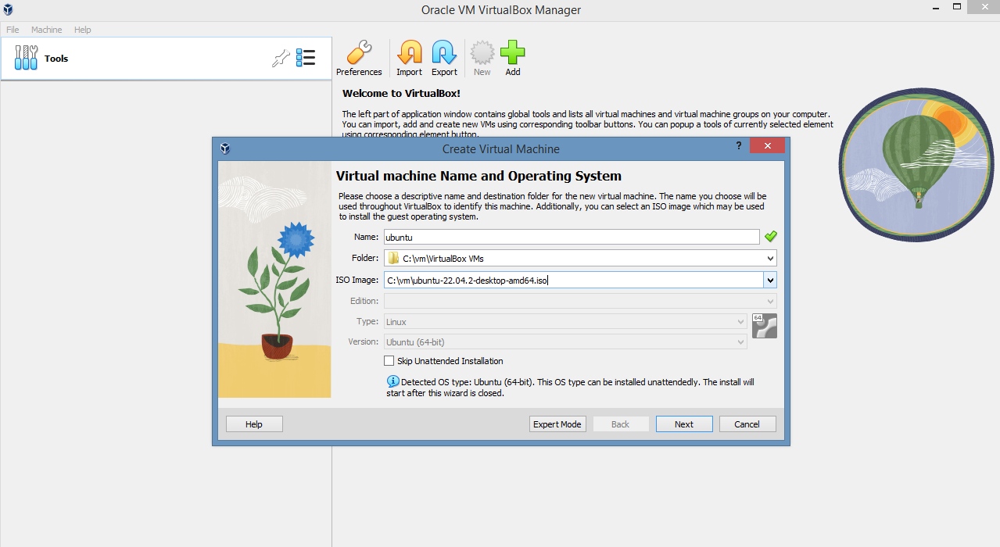 Oracle VM VirtualBox Manager
File Machine Help
Tools
Preferences Import Export New Add
Welcome to VirtualBox!
The left part of application window contains global tools and lists all virtual machines and virtual machine groups on your computer.
You can import, add and create new VMs using corresponding toolbar buttons. You can popup a tools of currently selected element
using corresponding element button.
Create Virtual Machine
?
Virtual machine Name and Operating System
Please choose a descriptive name and destination folder for the new virtual machine. The name you choose will be
used throughout VirtualBox to identify this machine. Additionally, you can select an ISO image which may be used
to install the guest operating system.
Name: ubuntu
Folder: C:\vm\VirtualBox VMs
ISO Image: C:\vm\ubuntu-22.04.2-desktop-amd64.iso
Edition:
Type: Linux
64
Version: Ubuntu (64-bit)
Skip Unattended Installation
Detected OS type: Ubuntu (64-bit). This OS type can be installed unattendedly. The install will
start after this wizard is closed.
Help Expert Mode Back Next Cancel